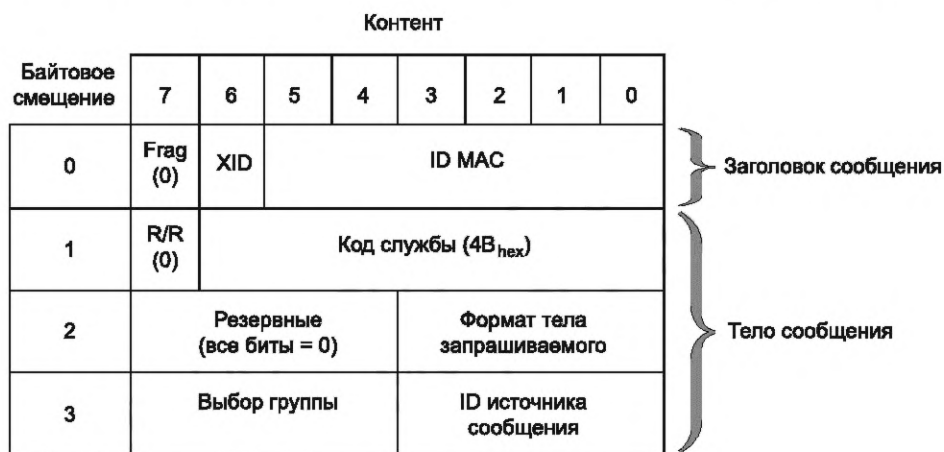 Контент
Байтовое
смещение
7 6 5 4 3 2 1 0
0
Frag
(0)
XID
ID MAC
Заголовок сообщения
1
R/R
(0)
Код службы (4Bhex)
2
Резервные
(все биты = 0)
Формат тела
запрашиваемого
Тело сообщения
3
Выбор группы
ID источника
сообщения